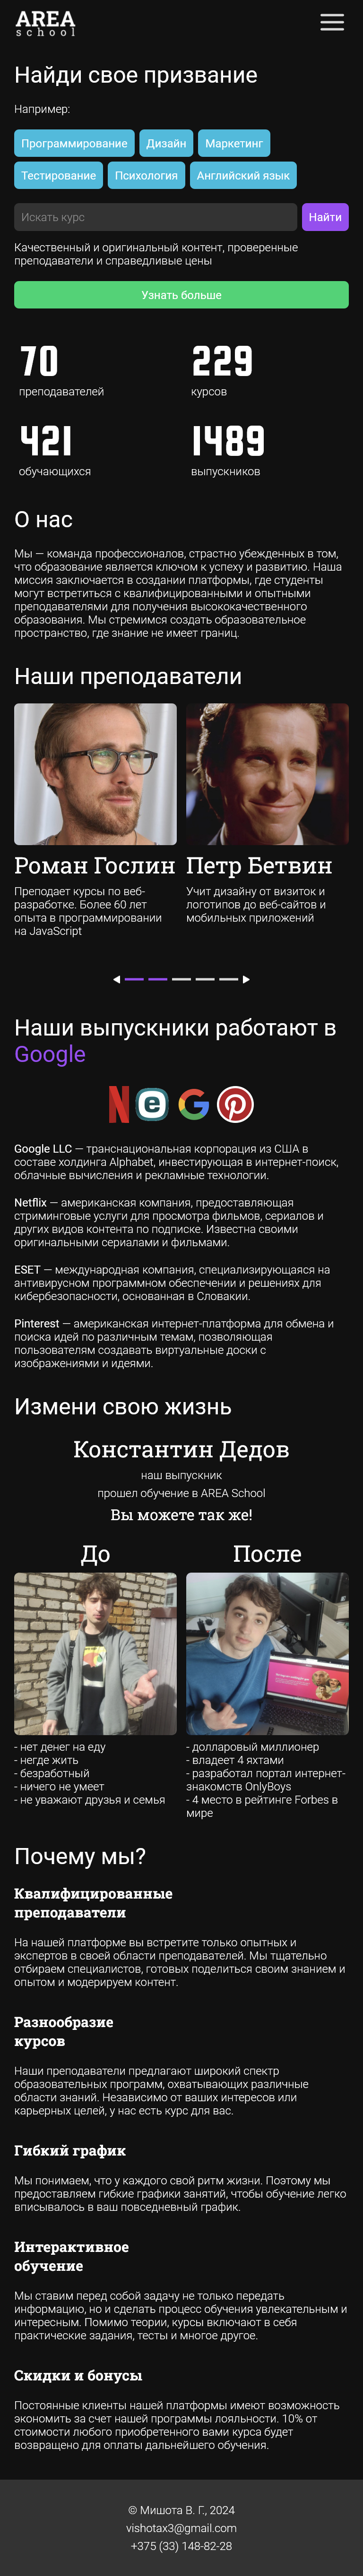 AREA
school
Найди свое призвание
Например:
Программирование Дизайн Маркетинг
Тестирование Психология Английский язык
Искать курс Найти
Качественный и оригинальный контент, проверенные
преподаватели и справедливые цены
Узнать больше
70 229
преподавателей курсов
421 1489
обучающихся выпускников
О нас
Мы — команда профессионалов, страстно убежденных в том,
что образование является ключом к успеху и развитию. Наша
миссия заключается в создании платформы, где студенты
могут встретиться с квалифицированными и опытными
преподавателями для получения высококачественного
образования. Мы стремимся создать образовательное
пространство, где знание не имеет границ.
Наши преподаватели
Роман Гослин
Преподает курсы по веб-
разработке. Более 60 лет
опыта в программировании
на JavaScript
Петр Бетвин
Учит дизайну от визиток и
логотипов до веб-сайтов и
мобильных приложений
Наши выпускники работают в
Google
Google LLC — транснациональная корпорация из США в
составе холдинга Alphabet, инвестирующая в интернет-поиск,
облачные вычисления и рекламные технологии.
Netflix — американская компания, предоставляющая
стриминговые услуги для просмотра фильмов, сериалов и
других видов контента по подписке. Известна своими
оригинальными сериалами и фильмами.
ESET — международная компания, специализирующаяся на
антивирусном программном обеспечении и решениях для
кибербезопасности, основанная в Словакии.
Pinterest — американская интернет-платформа для обмена и
поиска идей по различным темам, позволяющая
пользователям создавать виртуальные доски с
изображениями и идеями.
Измени свою жизнь
Константин Дедов
наш выпускник
прошел обучение в AREA School
Вы можете так же!
До
- нет денег на еду
- негде жить
- безработный
- ничего не умеет
- не уважают друзья и семья
После
- долларовый миллионер
- владеет 4 яхтами
- разработал портал интернет-
знакомств OnlyBoys
- 4 место в рейтинге Forbes в
мире
Почему мы?
Квалифицированные
преподаватели
На нашей платформе вы встретите только опытных и
экспертов в своей области преподавателей. Мы тщательно
отбираем специалистов, готовых поделиться своим знанием и
опытом и модерируем контент.
Разнообразие
курсов
Наши преподаватели предлагают широкий спектр
образовательных программ, охватывающих различные
области знаний. Независимо от ваших интересов или
карьерных целей, у нас есть курс для вас.
Гибкий график
Мы понимаем, что у каждого свой ритм жизни. Поэтому мы
предоставляем гибкие графики занятий, чтобы обучение легко
вписывалось в ваш повседневный график.
Интерактивное
обучение
Мы ставим перед собой задачу не только передать
информацию, но и сделать процесс обучения увлекательным и
интересным. Помимо теории, курсы включают в себя
практические задания, тесты и многое другое.
Скидки и бонусы
Постоянные клиенты нашей платформы имеют возможность
экономить за счет нашей программы лояльности. 10% от
стоимости любого приобретенного вами курса будет
возвращено для оплаты дальнейшего обучения.
© Мишота В. Г., 2024
vishotax3@gmail.com
+375 (33) 148-82-28